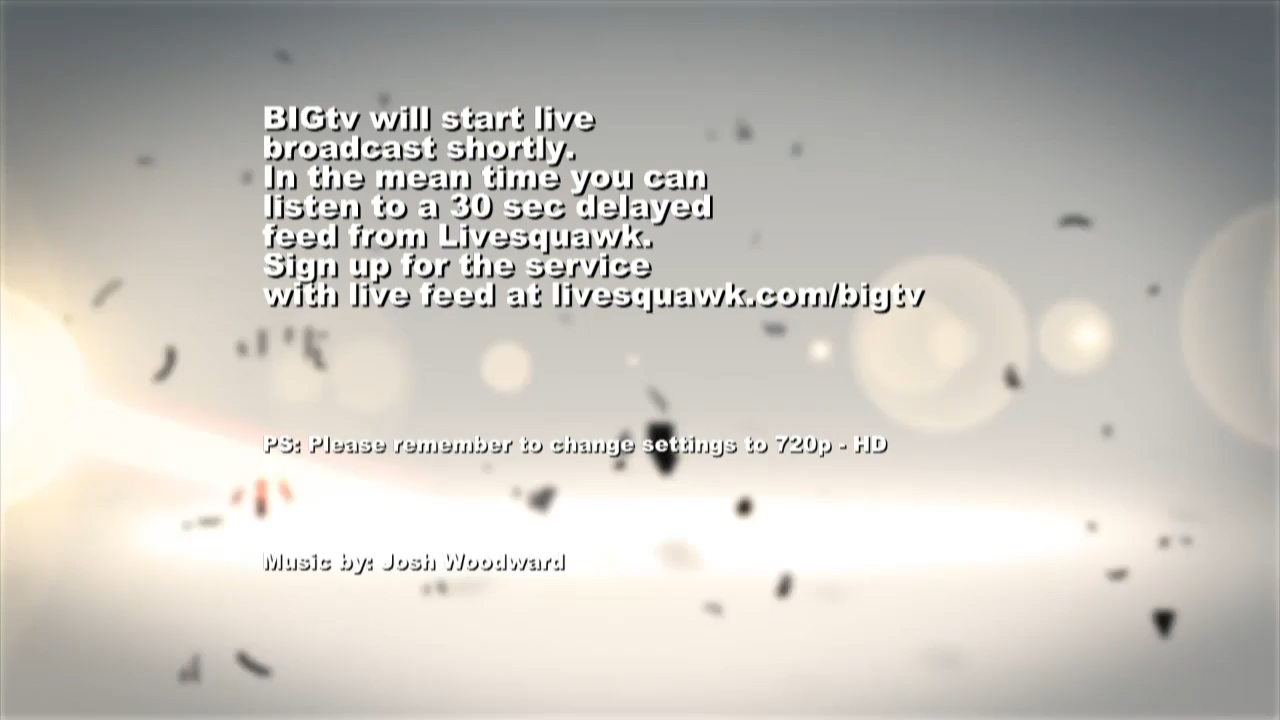 BIGtv will start live
broadcast shortly.
In the mean time you can
listen to a 30 sec delayed
feed from Livesquawk.
Sign up for the service
with live feed at livesquawk.com/bigtv
PS: Please remember to change settings to 720p - HD
Music by: Josh Woodward